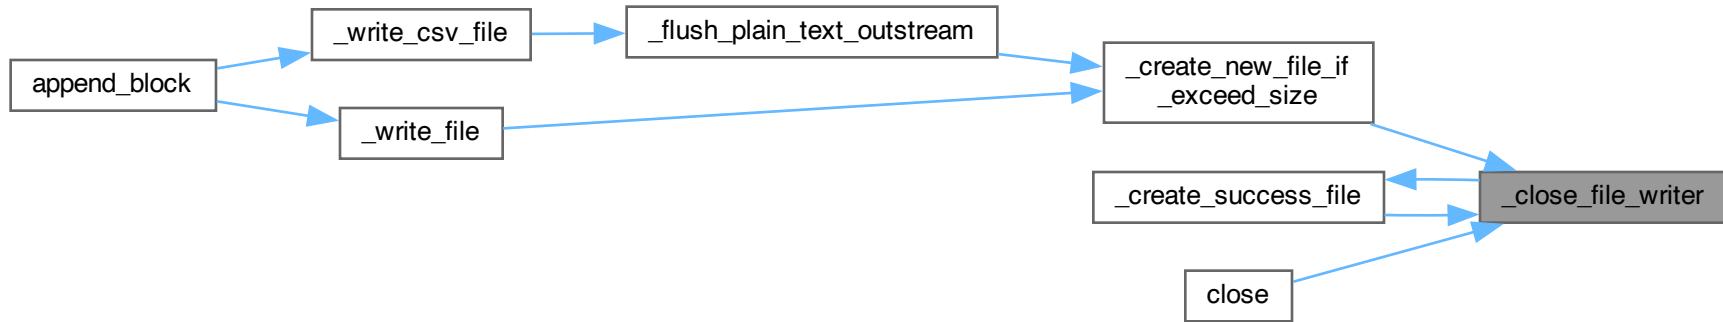 _write_csv_file
_flush_plain_text_outstream
append_block
_create_new_file_if
_exceed_size
_write_file
_create_success_file
_close_file_writer
close